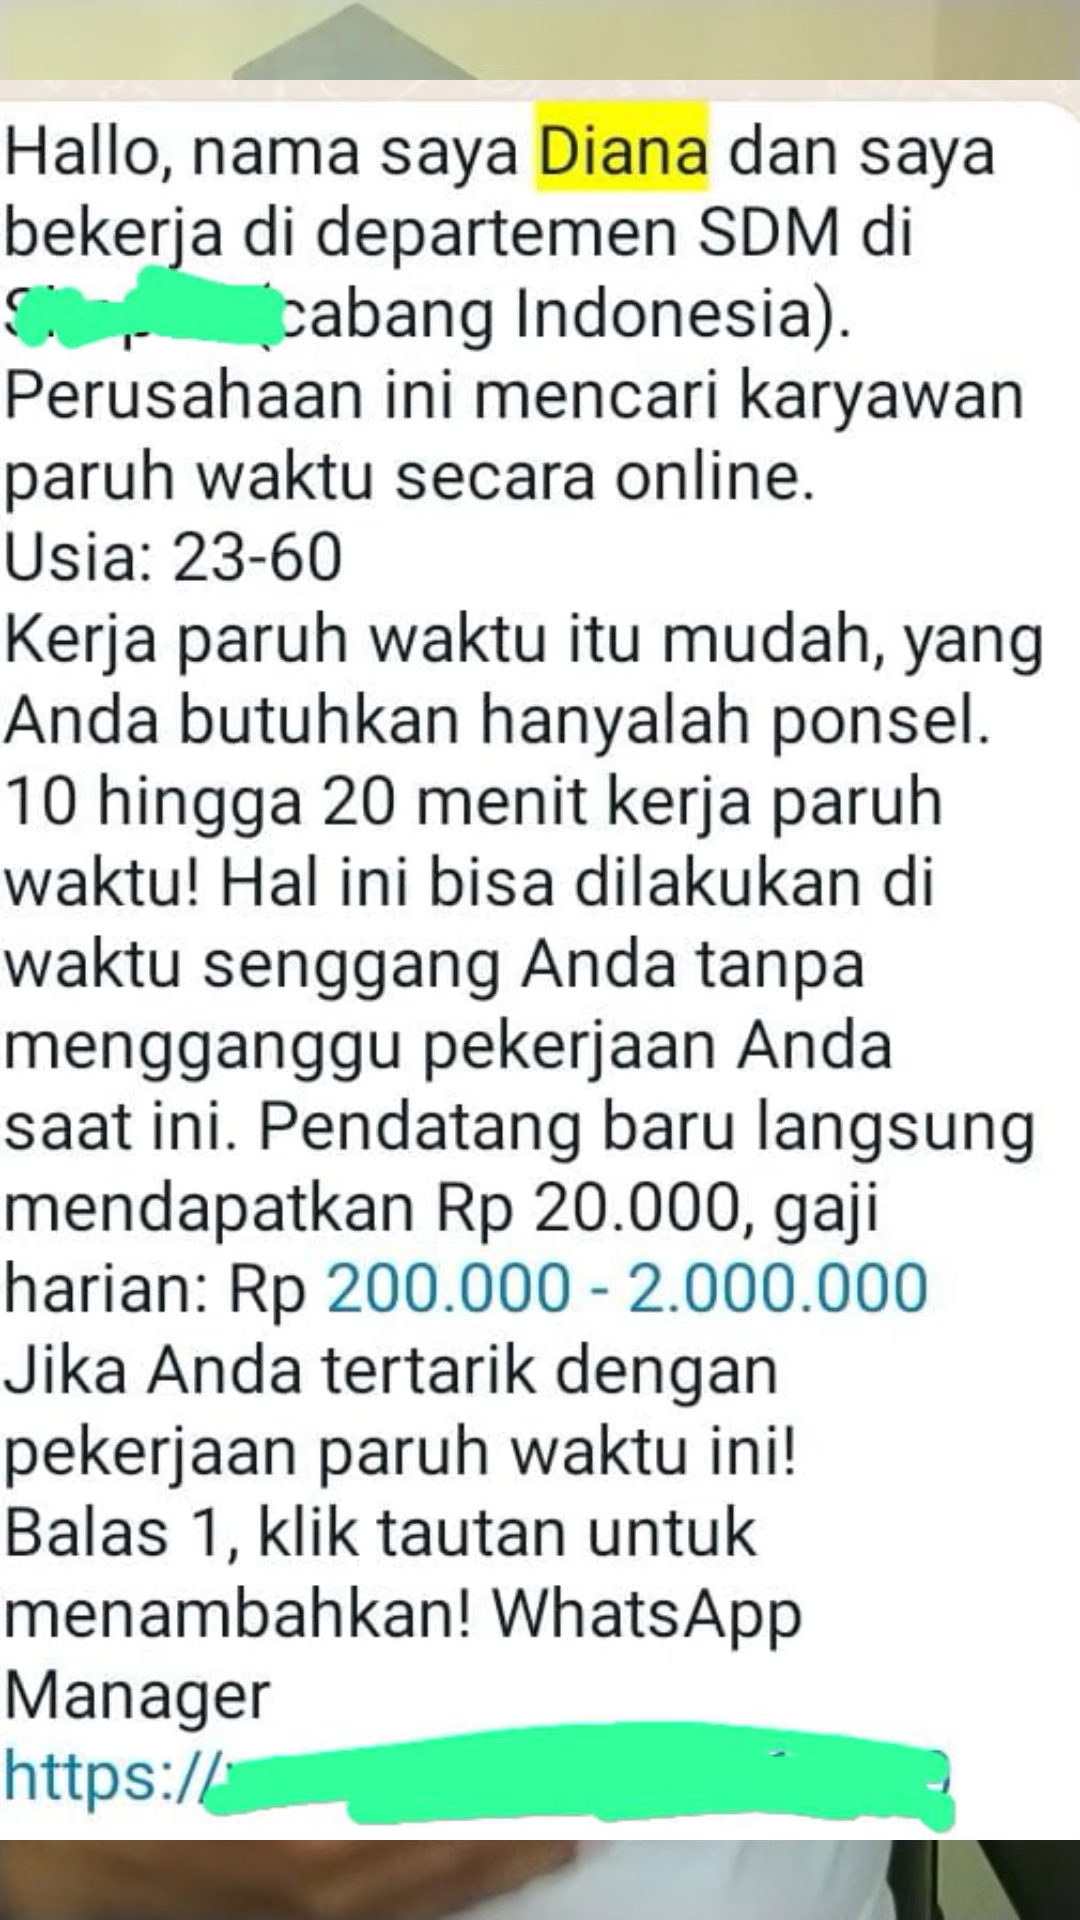 Hallo, nama saya Diana dan saya
bekerja di departemen SDM di
(cabang Indonesia).
Perusahaan ini mencari karyawan
paruh waktu secara online.
Usia: 23-60
Kerja paruh waktu itu mudah, yang
Anda butuhkan hanyalah ponsel.
10 hingga 20 menit kerja paruh
waktu! Hal ini bisa dilakukan di
waktu senggang Anda tanpa
mengganggu pekerjaan Anda
saat ini. Pendatang baru langsung
mendapatkan Rp 20.000, gaji
harian: Rp 200.000 - 2.000.000
Jika Anda tertarik dengan
pekerjaan paruh waktu ini!
Balas 1, klik tautan untuk
menambahkan! WhatsApp
Manager
https://